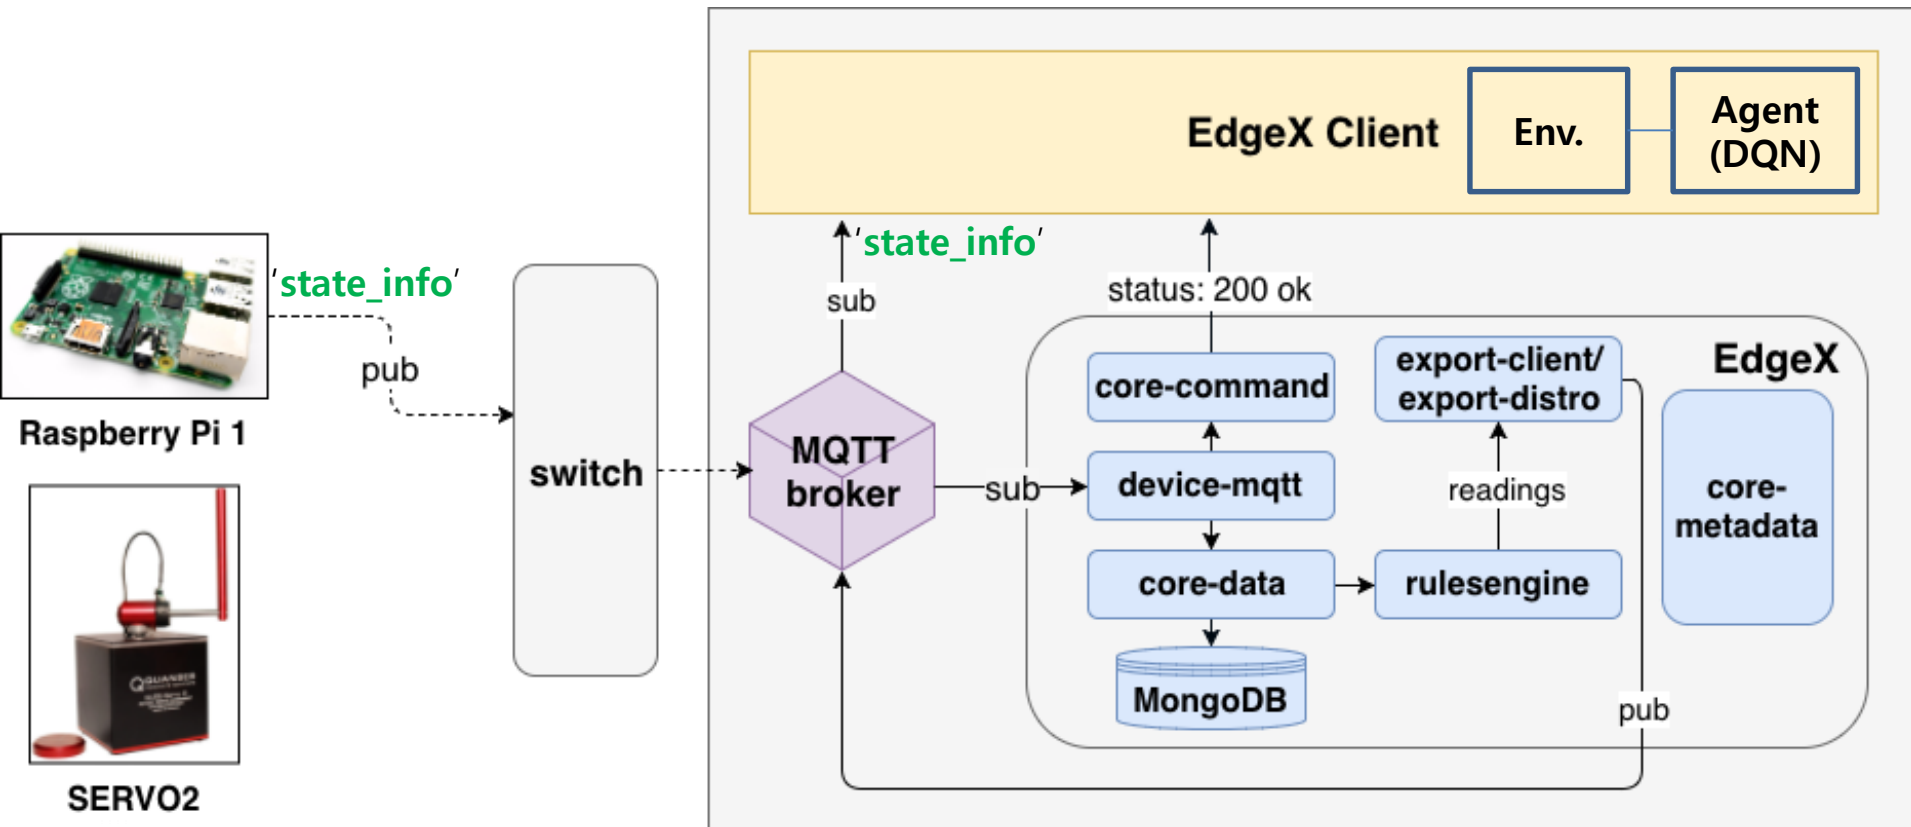 EdgeX Client
Env.
Agent
(DQN)
'state_info'
'state_info'
pub
sub
status: 200 ok
Raspberry Pi 1
switch
MQTT
broker
sub
EdgeX
core-command
export-client/
export-distro
device-mqtt
readings
core-
metadata
core-data
rulesengine
MongoDB
pub
QUANSER
SERVO2